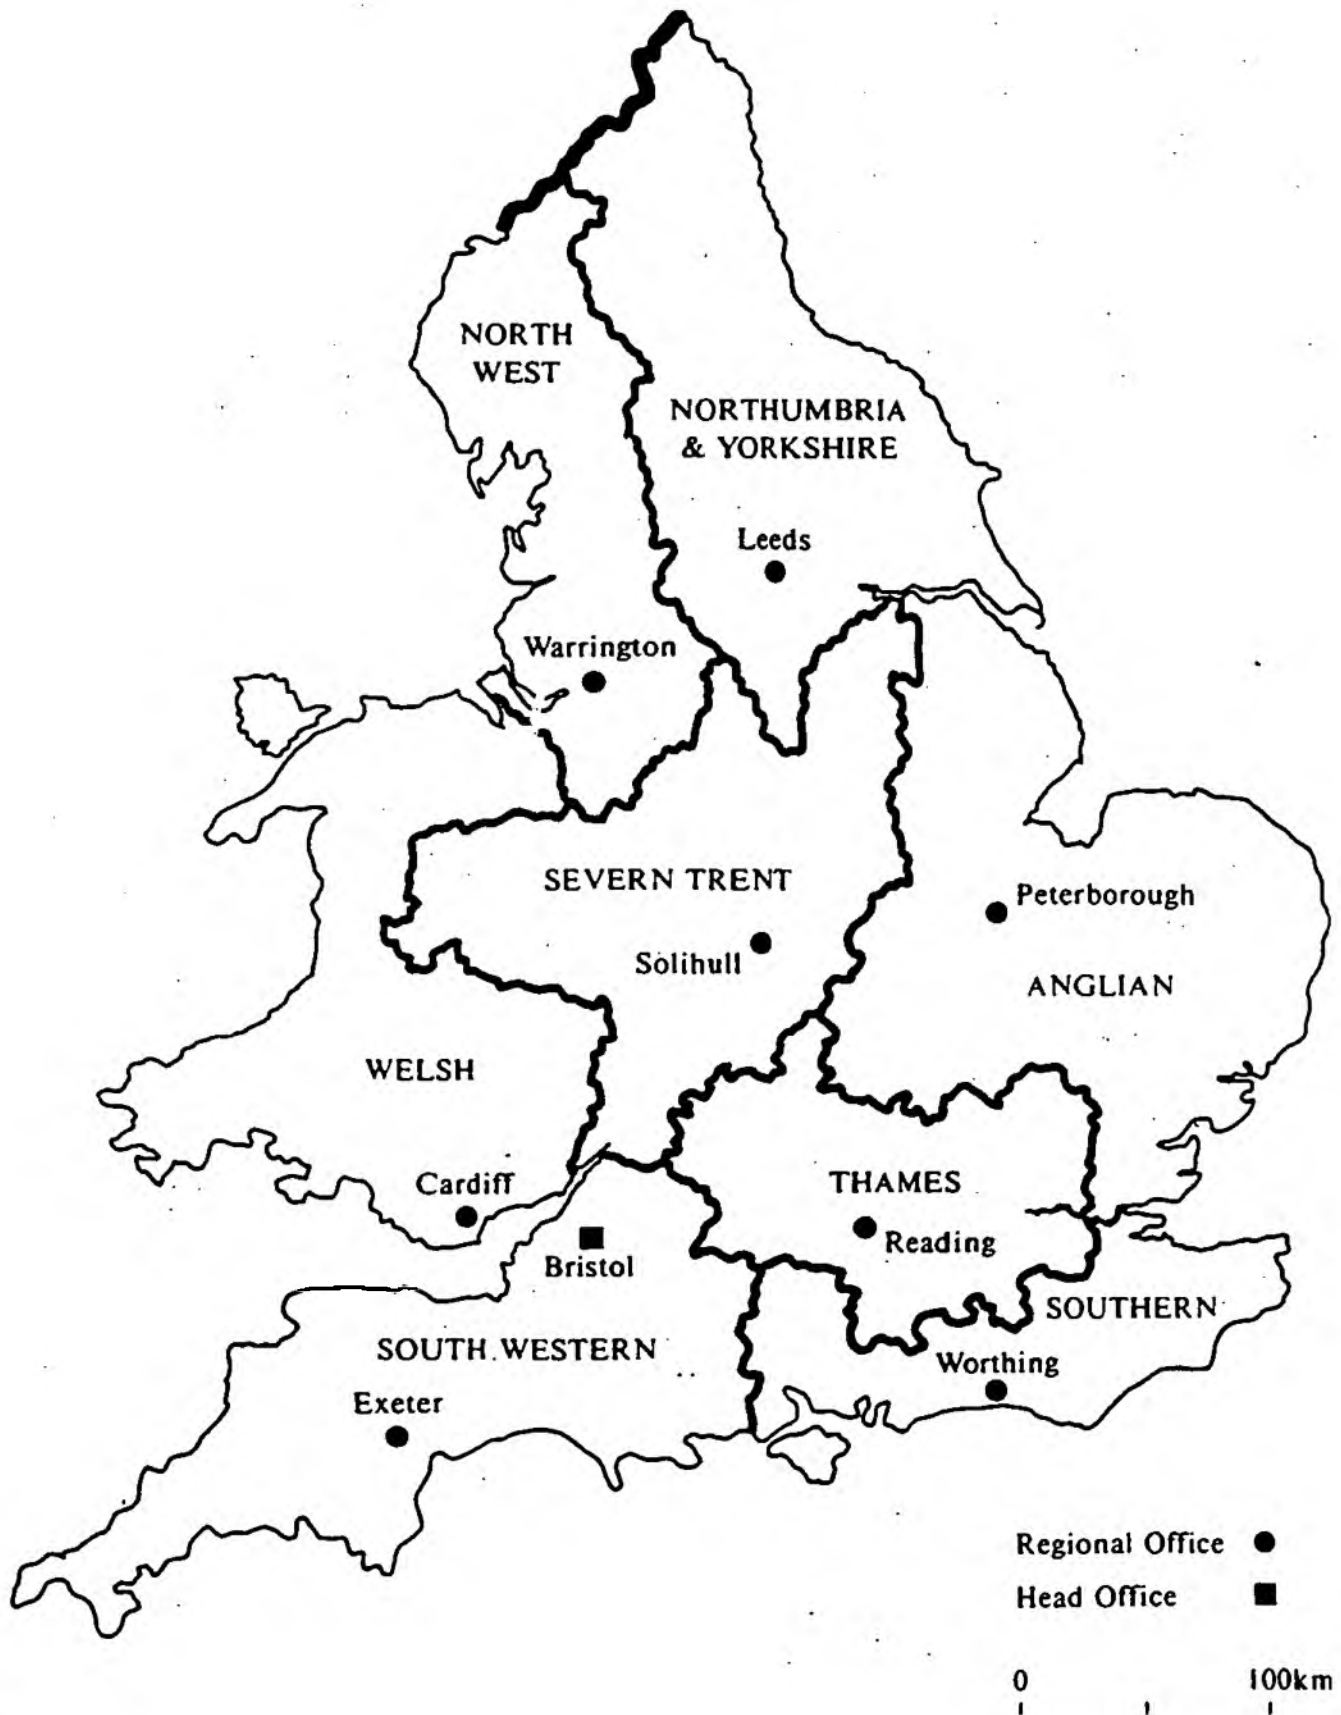 NORTH
WEST
NORTHUMBRIA
& YORKSHIRE
Leeds
Warrington
SEVERN TRENT
Peterborough
Solihull
ANGLIAN
WELSH
Cardiff
THAMES
Reading
Bristol
SOUTHERN
SOUTH WESTERN
Worthing
Exeter
Regional Office
Head Office
0 100km